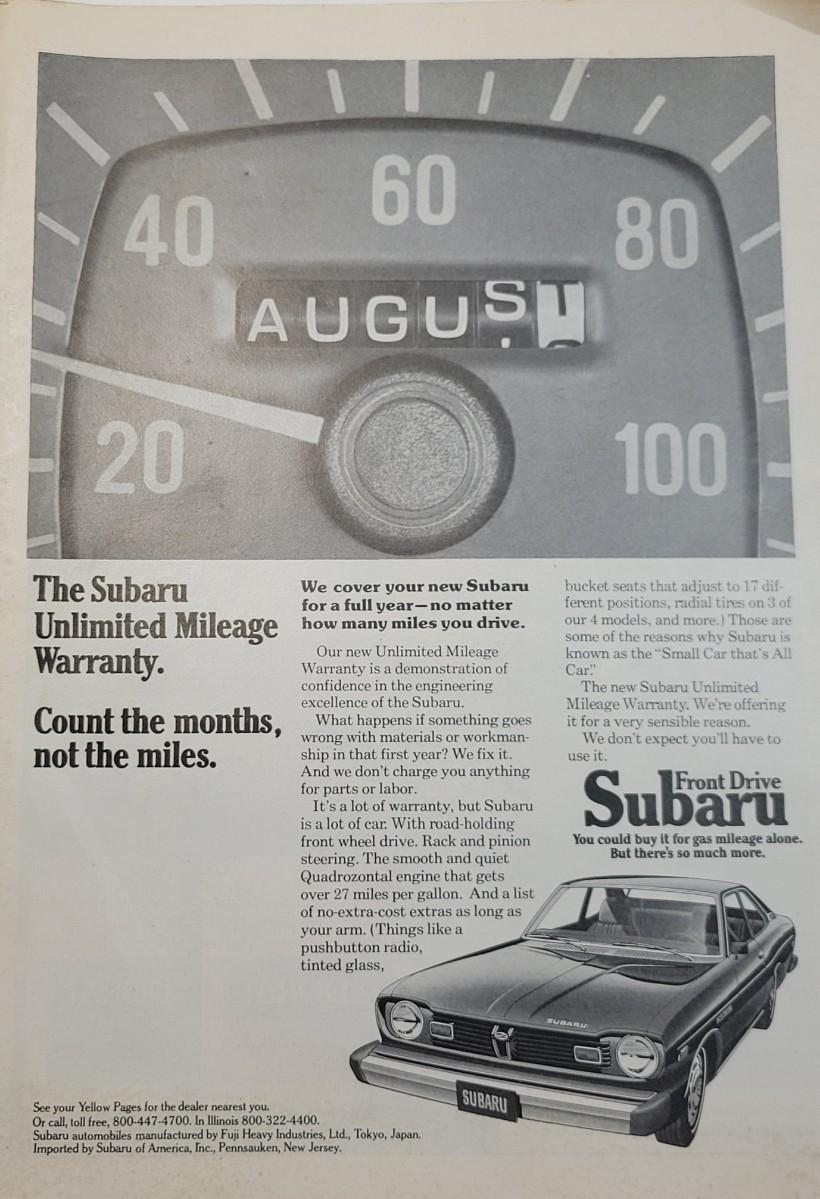 40
60
80
AUGUST
20
100
The Subaru
Unlimited Mileage
Warranty.
Count the months,
not the miles.
We cover your new Subaru
for a full year—no matter
how many miles you drive.
Our new Unlimited Mileage
Warranty is a demonstration of
confidence in the engineering
excellence of the Subaru.
What happens if something goes
wrong with materials or workman-
ship in that first year? We fix it.
And we don't charge you anything
for parts or labor.
It's a lot of warranty, but Subaru
is a lot of car. With road-holding
front wheel drive. Rack and pinion
steering. The smooth and quiet
Quadrozontal engine that gets
over 27 miles per gallon. And a list
of no-extra-cost extras as long as
your arm. (Things like a
pushbutton radio,
tinted glass,
bucket seats that adjust to 17 dif-
ferent positions, radial tires on 3 of
our 4 models, and more.) Those are
some of the reasons why Subaru is
known as the "Small Car that's All
Car."
The new Subaru Unlimited
Mileage Warranty. We're offering
it for a very sensible reason.
We don't expect you'll have to
use it.
Front Drive
Subaru
You could buy it for gas mileage alone.
But there's so much more.
SUBARU
SUBARU
See your Yellow Pages for the dealer nearest you.
Or call, toll free, 800-447-4700. In Illinois 800-322-4400.
Subaru automobiles manufactured by Fuji Heavy Industries, Ltd., Tokyo, Japan.
Imported by Subaru of America, Inc., Pennsauken, New Jersey.